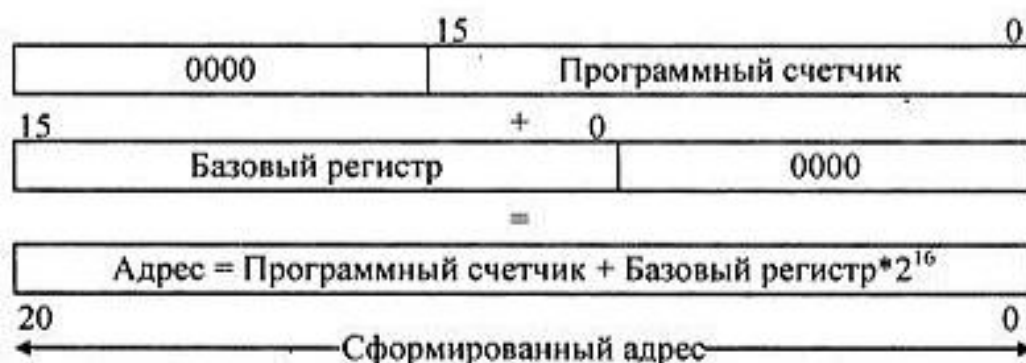 15 0
0000 Программный счетчик
15 + 0
Базовый регистр 0000
=
Адрес = Программный счетчик + Базовый регистр*2¹⁶
20 0
Сформированный адрес